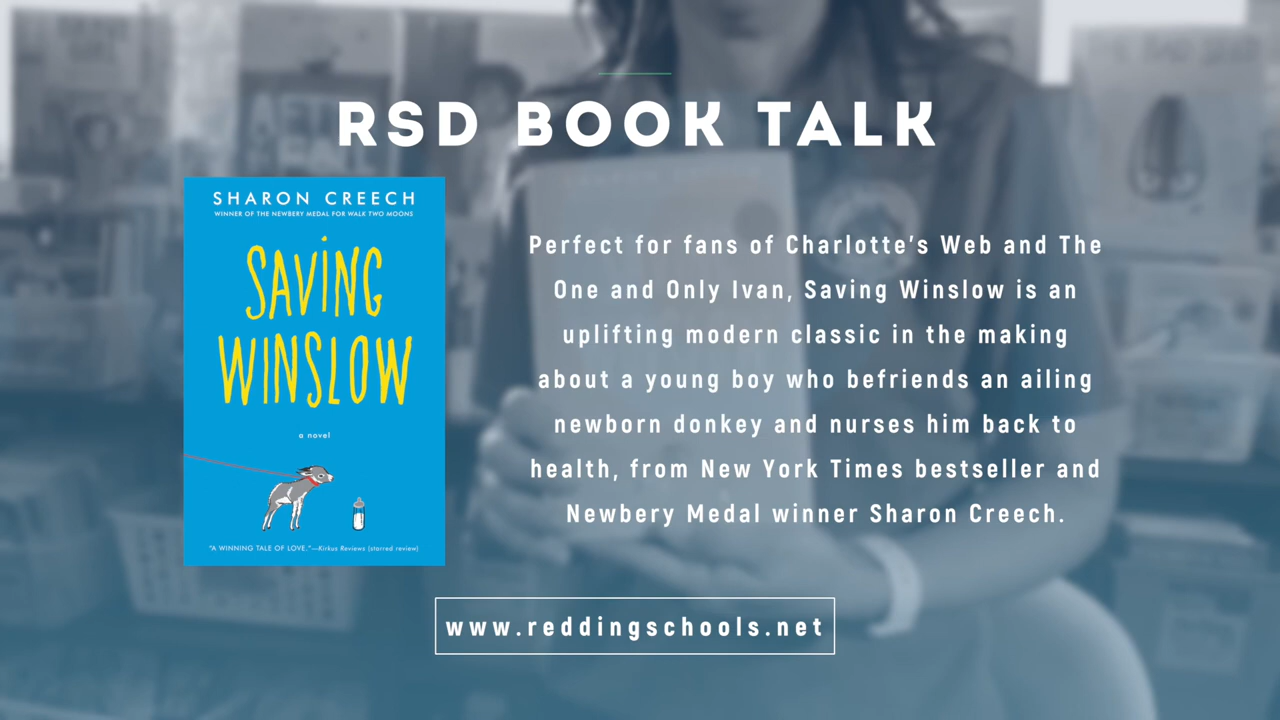 RSD BOOK TALK
SHARON CREECH
WINNER OF THE NEWBERY MEDAL FOR WALK TWO MOONS
SAVING
WINSLOW
a novel
"A WINNING TALE OF LOVE."—Kirkus Reviews (starred review)
Perfect for fans of Charlotte's Web and The
One and Only Ivan, Saving Winslow is an
uplifting modern classic in the making
about a young boy who befriends an ailing
newborn donkey and nurses him back to
health, from New York Times bestseller and
Newbery Medal winner Sharon Creech.
www.reddingschools.net